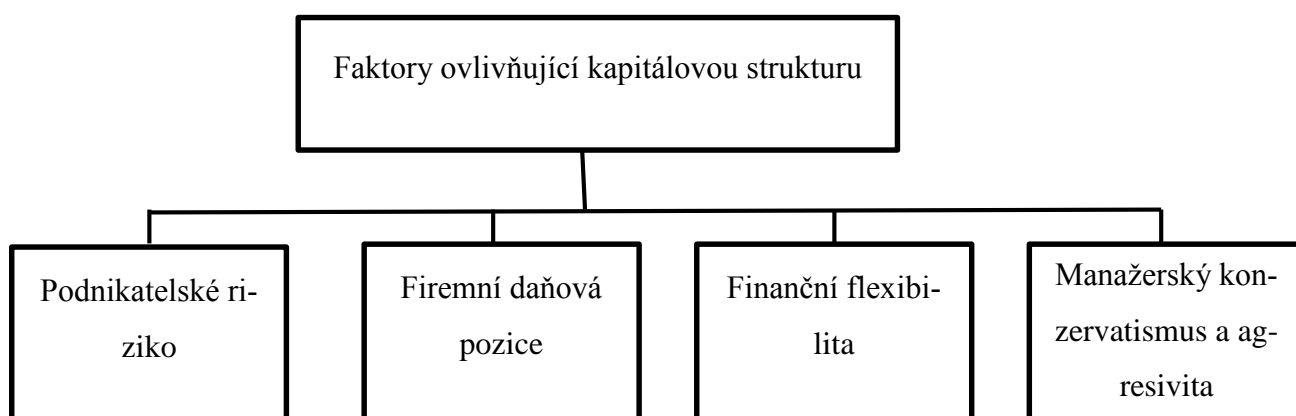 Faktory ovlivňující kapitálovou strukturu
Podnikatelské ri-
ziko
Firemní daňová
pozice
Finanční flexibi-
lita
Manažerský kon-
zervatismus a ag-
resivita